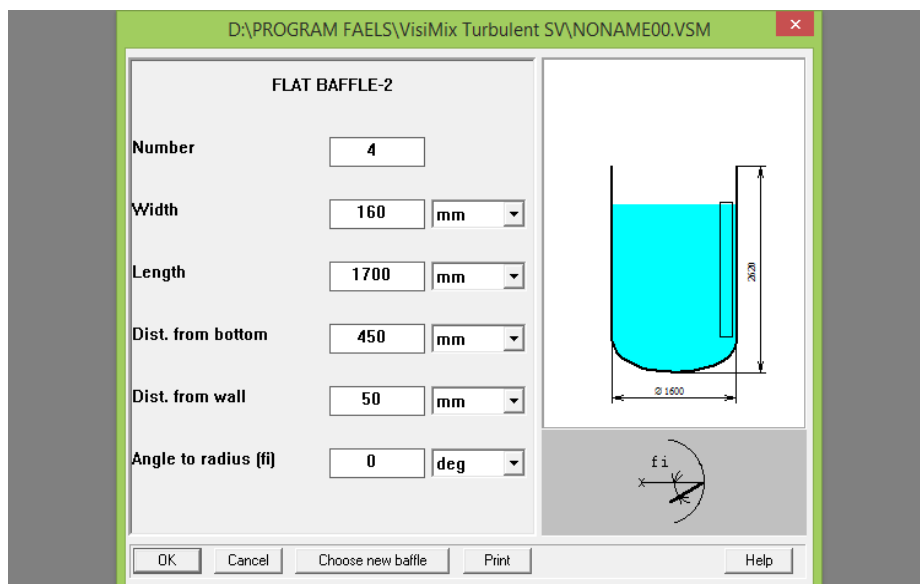 D:\PROGRAM FAELS\VisiMix Turbulent SV\NONAME00.VSM
FLAT BAFFLE-2
Number 4
Width 160 mm
Length 1700 mm
Dist. from bottom 450 mm
Dist. from wall 50 mm
Angle to radius (fi) 0 deg
2620
Ø 1600
fi
OK Cancel Choose new baffle Print Help